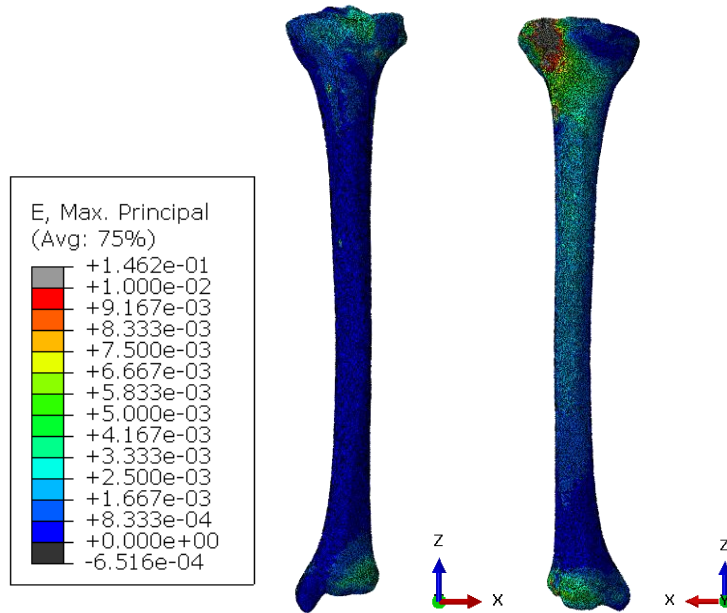 E, Max. Principal
(Avg: 75%)
+1.462e-01
+1.000e-02
+9.167e-03
+8.333e-03
+7.500e-03
+6.667e-03
+5.833e-03
+5.000e-03
+4.167e-03
+3.333e-03
+2.500e-03
+1.667e-03
+8.333e-04
+0.000e+00
-6.516e-04
Z
X
Z
X